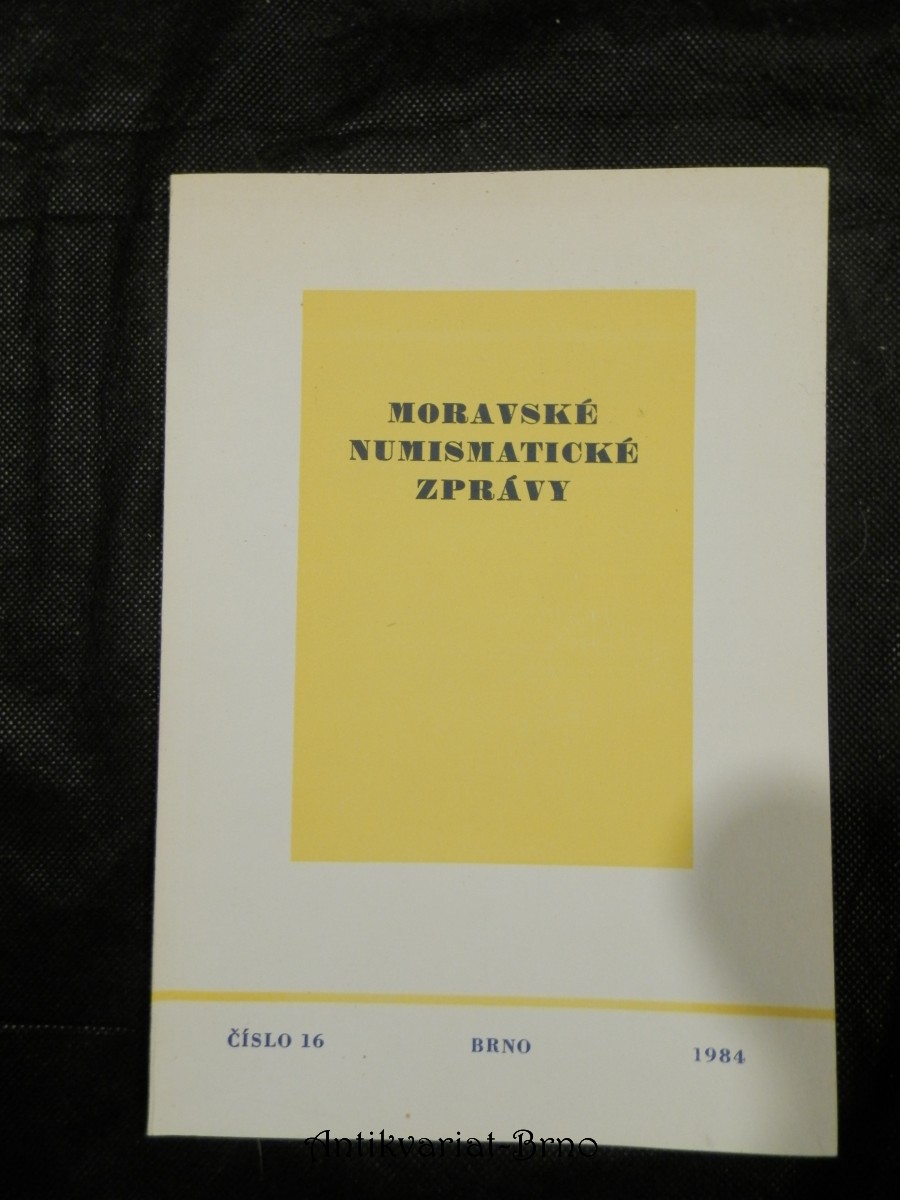 MORAVSKÉ
NUMISMATICKÉ
ZPRÁVY
ČÍSLO 16 BRNO 1984
Antikvariat-Brno